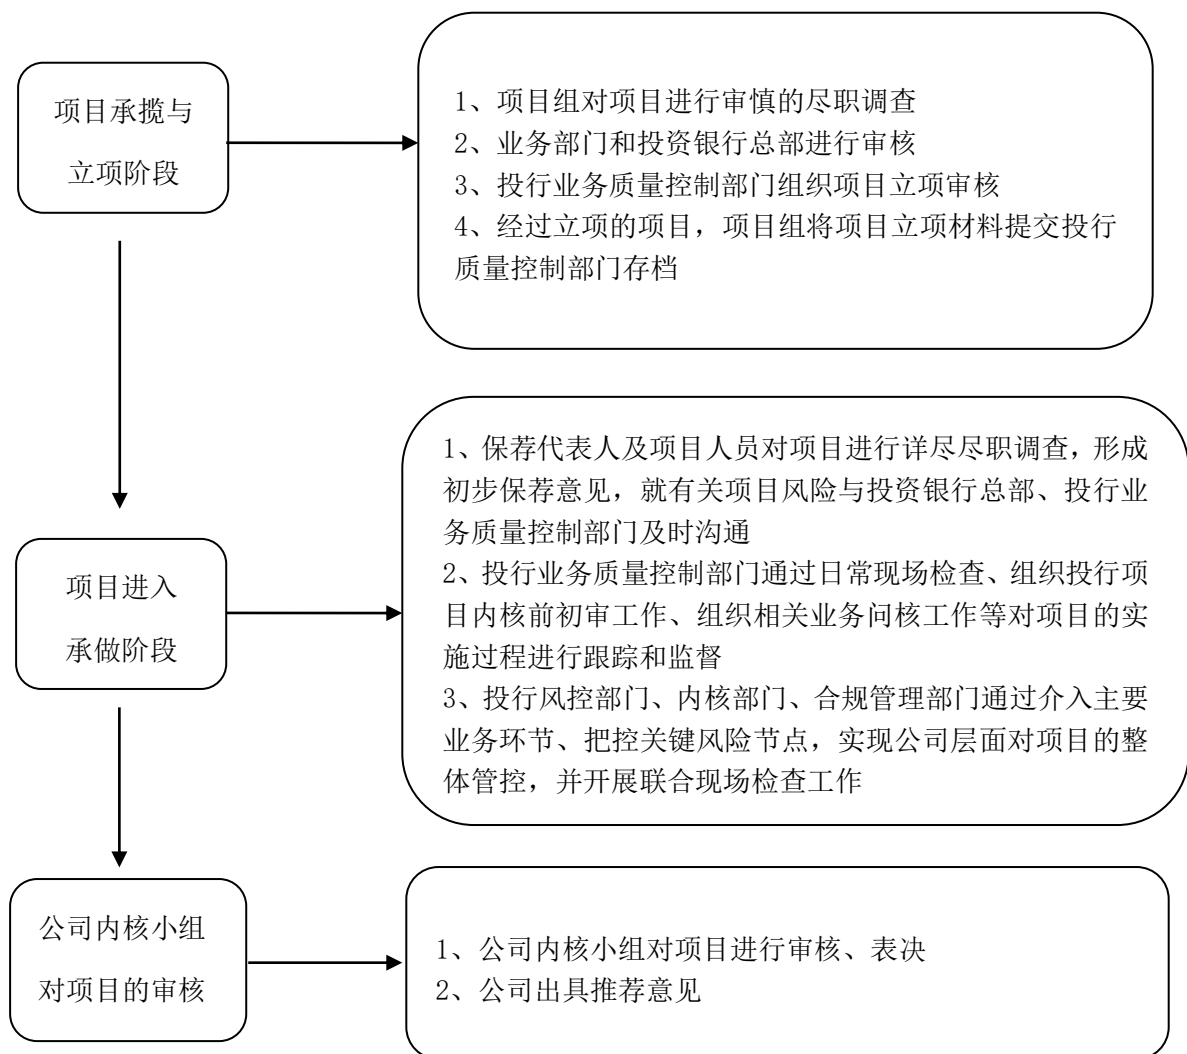 项目承揽与
立项阶段
1、项目组对项目进行审慎的尽职调查
2、业务部门和投资银行总部进行审核
3、投行业务质量控制部门组织项目立项审核
4、经过立项的项目，项目组将项目立项材料提交投行
质量控制部门存档
项目进入
承做阶段
1、保荐代表人及项目人员对项目进行详尽尽职调查，形成
初步保荐意见，就有关项目风险与投资银行总部、投行业
务质量控制部门及时沟通
2、投行业务质量控制部门通过日常现场检查、组织投行项
目内核前初审工作、组织相关业务问核工作等对项目的实
施过程进行跟踪和监督
3、投行风控部门、内核部门、合规管理部门通过介入主要
业务环节、把控关键风险节点，实现公司层面对项目的整
体管控，并开展联合现场检查工作
公司内核小组
对项目的审核
1、公司内核小组对项目进行审核、表决
2、公司出具推荐意见